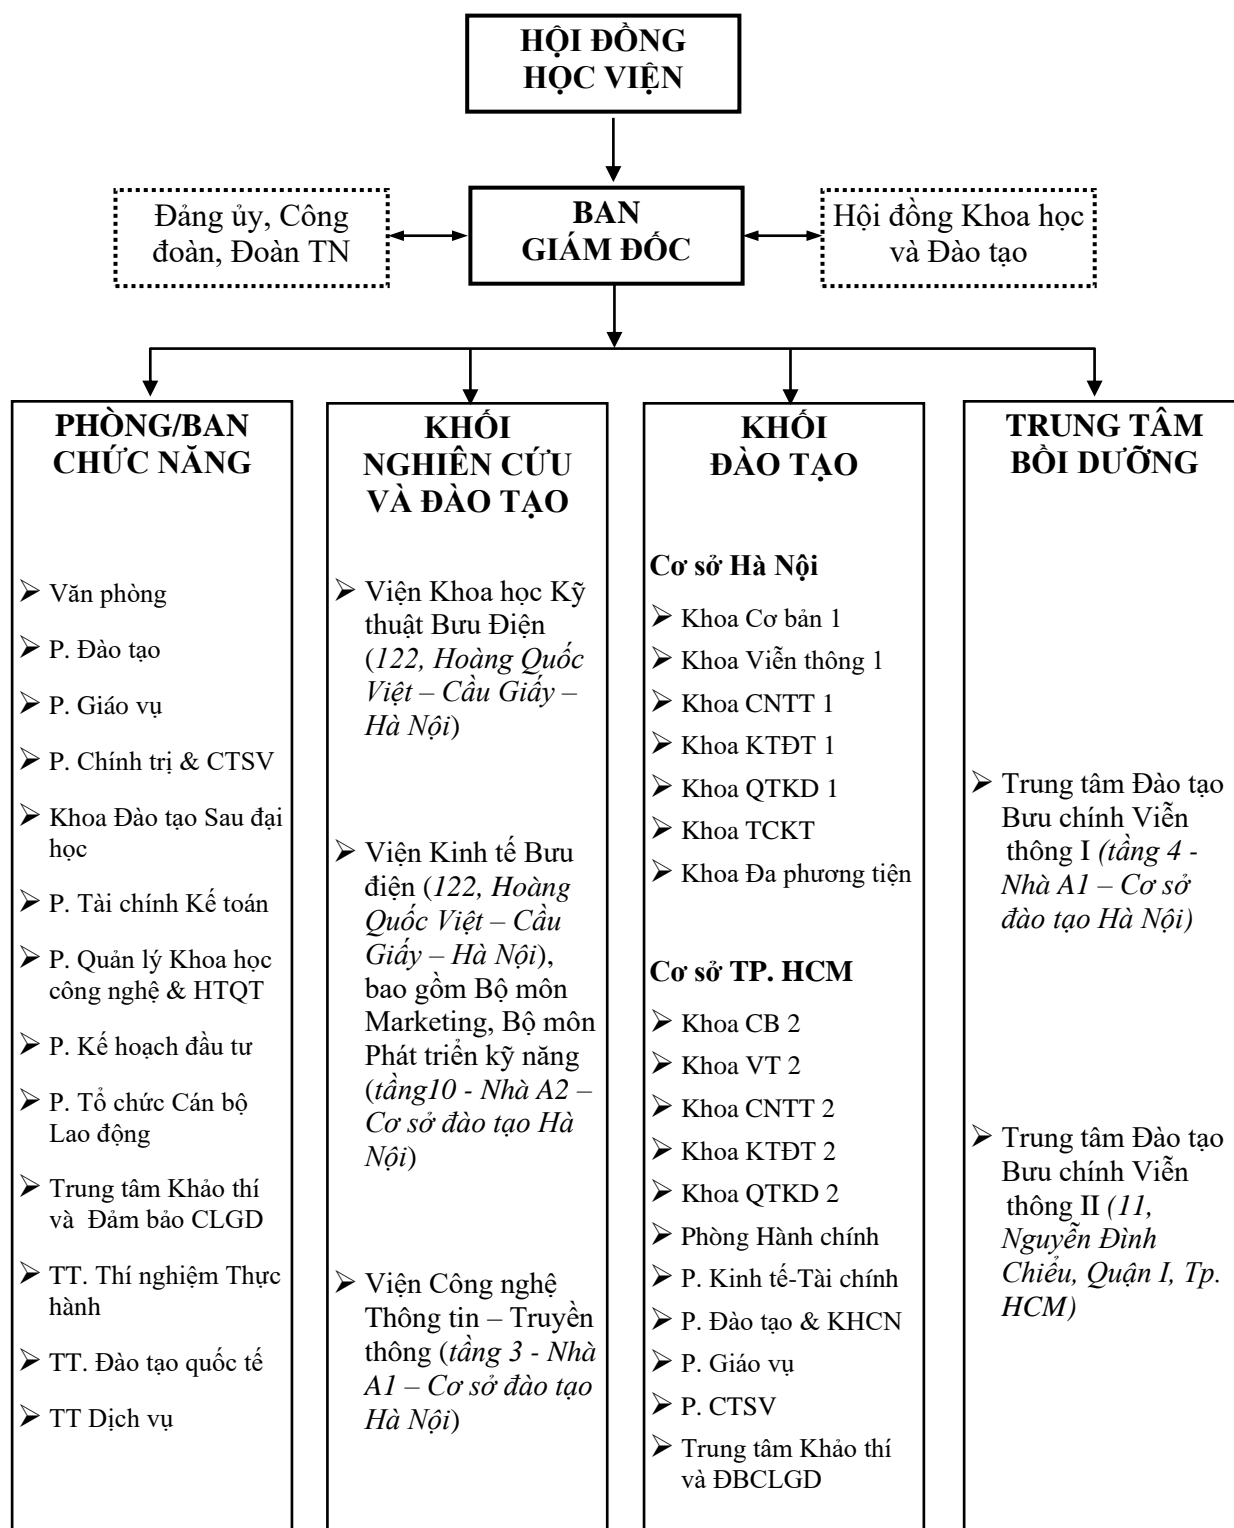 HỘI ĐỒNG
HỌC VIỆN
Đảng ủy, Công
đoàn, Đoàn TN
BAN
GIÁM ĐỐC
Hội đồng Khoa học
và Đào tạo
PHÒNG/BAN
CHỨC NĂNG
➢ Văn phòng
➢ P. Đào tạo
➢ P. Giáo vụ
➢ P. Chính trị & CTSV
➢ Khoa Đào tạo Sau đại
học
➢ P. Tài chính Kế toán
➢ P. Quản lý Khoa học
công nghệ & HTQT
➢ P. Kế hoạch đầu tư
➢ P. Tổ chức Cán bộ
Lao động
➢ Trung tâm Khảo thí
và Đảm bảo CLGD
➢ TT. Thí nghiệm Thực
hành
➢ TT. Đào tạo quốc tế
➢ TT Dịch vụ
KHỐI
NGHIÊN CỨU
VÀ ĐÀO TẠO
➢ Viện Khoa học Kỹ
thuật Bưu Điện
(122, Hoàng Quốc
Việt – Cầu Giấy –
Hà Nội)
➢ Viện Kinh tế Bưu
điện (122, Hoàng
Quốc Việt – Cầu
Giấy – Hà Nội),
bao gồm Bộ môn
Marketing, Bộ môn
Phát triển kỹ năng
(tầng10 - Nhà A2 –
Cơ sở đào tạo Hà
Nội)
➢ Viện Công nghệ
Thông tin – Truyền
thông (tầng 3 - Nhà
A1 – Cơ sở đào tạo
Hà Nội)
KHỐI
ĐÀO TẠO
Cơ sở Hà Nội
➢ Khoa Cơ bản 1
➢ Khoa Viễn thông 1
➢ Khoa CNTT 1
➢ Khoa KTĐT 1
➢ Khoa QTKD 1
➢ Khoa TCKT
➢ Khoa Đa phương tiện
Cơ sở TP. HCM
➢ Khoa CB 2
➢ Khoa VT 2
➢ Khoa CNTT 2
➢ Khoa KTĐT 2
➢ Khoa QTKD 2
➢ Phòng Hành chính
➢ P. Kinh tế-Tài chính
➢ P. Đào tạo & KHCN
➢ P. Giáo vụ
➢ P. CTSV
➢ Trung tâm Khảo thí
và ĐBCLGD
TRUNG TÂM
BỒI DƯỠNG
➢ Trung tâm Đào tạo
Bưu chính Viễn
thông I (tầng 4 -
Nhà A1 – Cơ sở
đào tạo Hà Nội)
➢ Trung tâm Đào tạo
Bưu chính Viễn
thông II (11,
Nguyễn Đình
Chiểu, Quận I, Tp.
HCM)